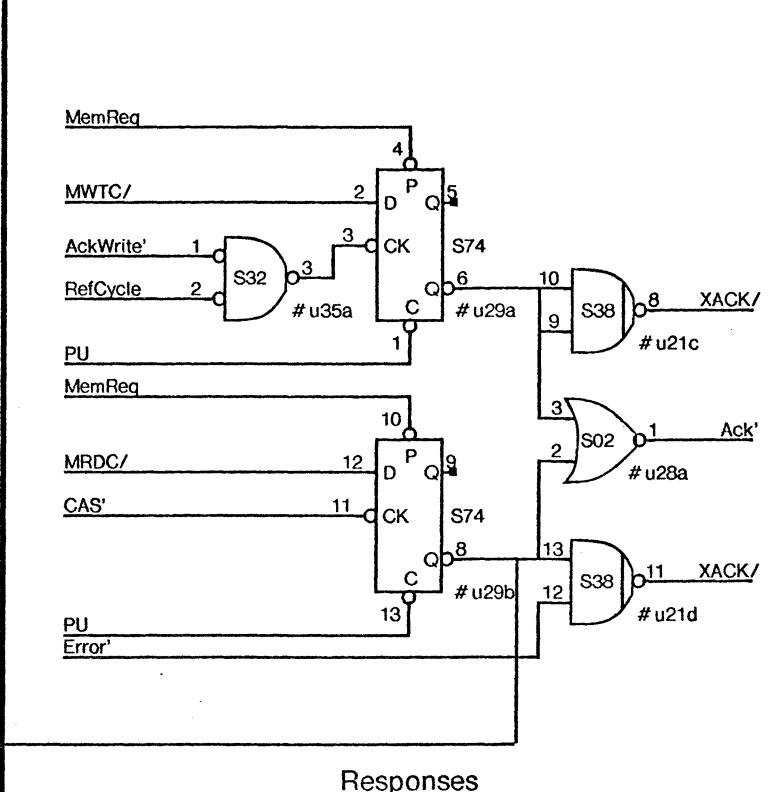 MemReq
4
P
MWTC/ 2 D Q 5
AckWrite' 1
3 CK S74
S32 3
RefCycle 2
Q 6 10
# u35a
C
# u29a
9
S38 8 XACK/
# u21c
1
PU
MemReq
10
3
S02 1 Ack'
2
# u28a
P
MRDC/ 12 D Q 9
CAS' 11 CK S74
Q 8 13
C
# u29b
12
S38 11 XACK/
# u21d
13
PU
Error'
Responses